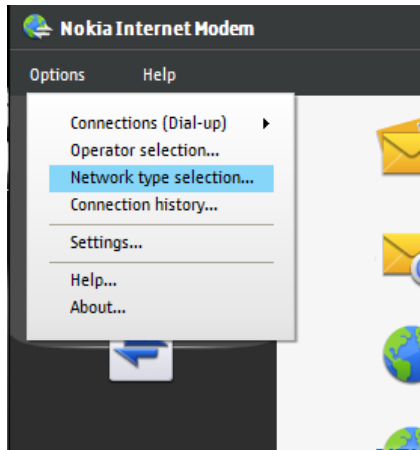 Nokia Internet Modem
Options Help
Connections (Dial-up)
Operator selection...
Network type selection...
Connection history...
Settings...
Help...
About...